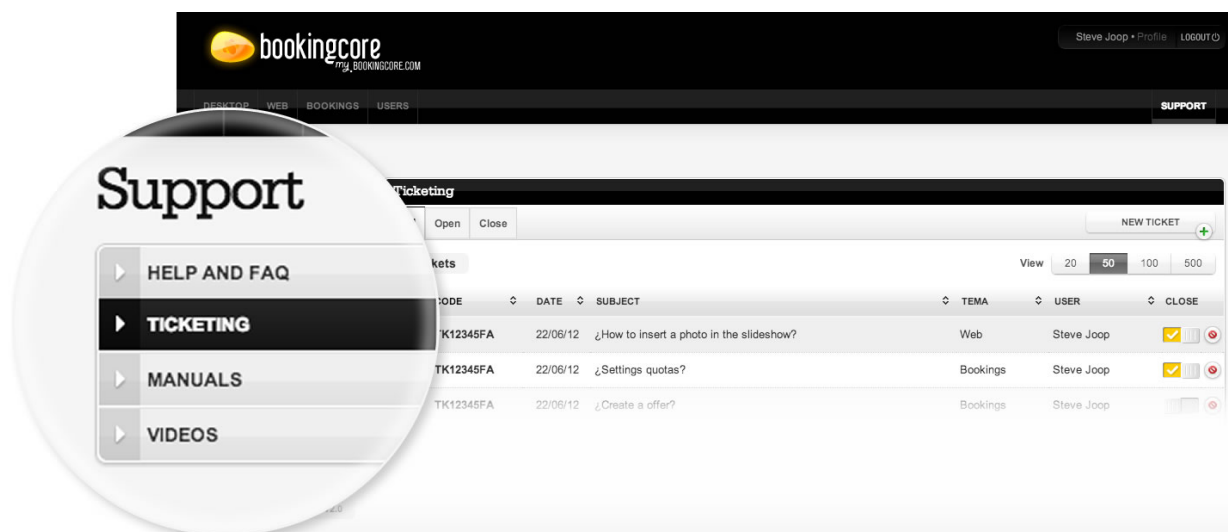 bookingcore
my.BOOKINGCORE.COM
Steve Joop • Profile LOGOUT
DESKTOP WEB BOOKINGS USERS
SUPPORT
Support
HELP AND FAQ
TICKETING
MANUALS
VIDEOS
Ticketing
Open Close
NEW TICKET
View 20 50 100 500
CODE DATE SUBJECT TEMA USER CLOSE
TK12345FA 22/06/12 ¿How to insert a photo in the slideshow? Web Steve Joop
TK12345FA 22/06/12 ¿Settings quotas? Bookings Steve Joop
TK12345FA 22/06/12 ¿Create a offer? Bookings Steve Joop